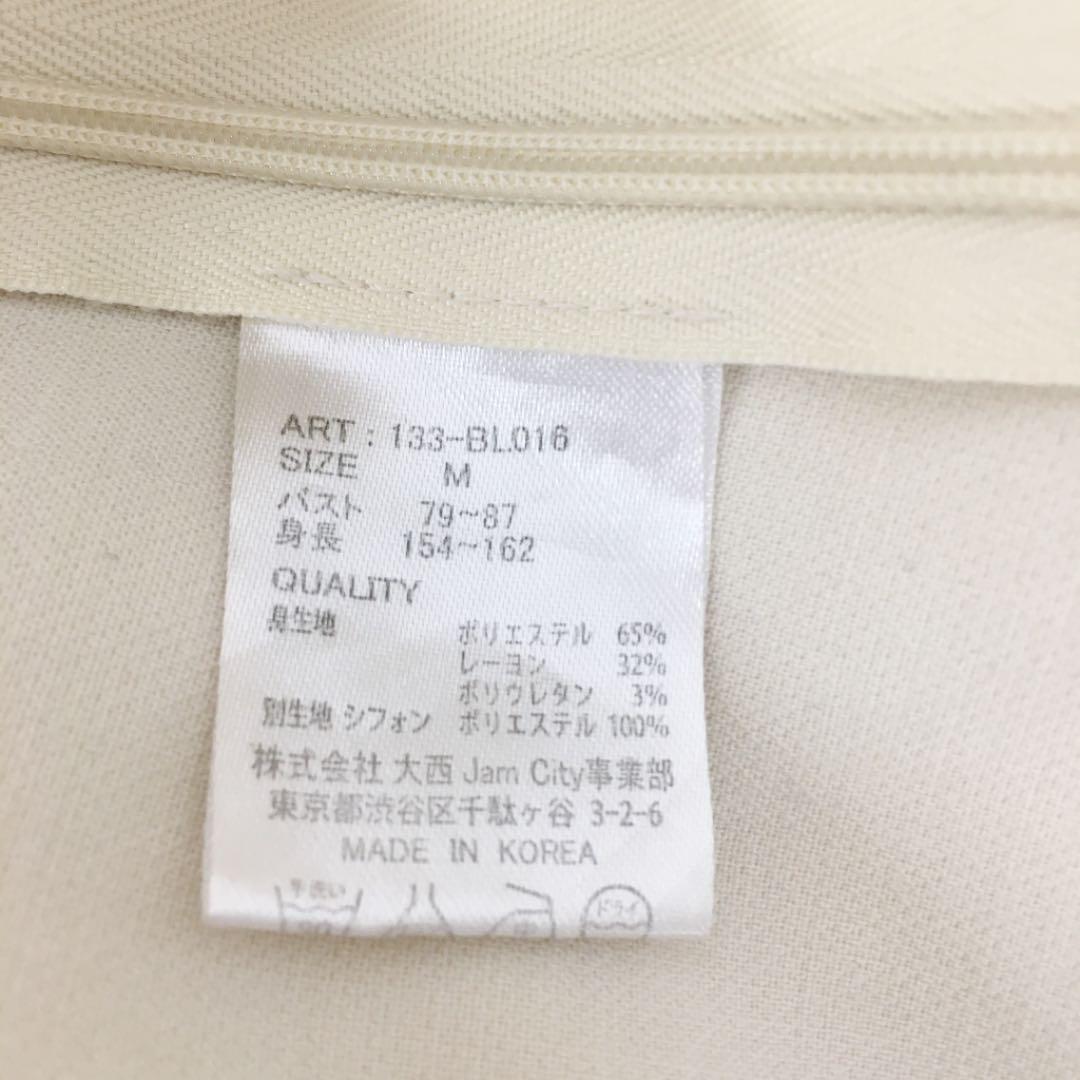 ART : 133-BL016
SIZE M
バスト 79~87
身長 154~162
QUALITY
身生地 ポリエステル 65%
レーヨン 32%
ポリウレタン 3%
別生地 シフォン ポリエステル 100%
株式会社 大西 Jam City事業部
東京都渋谷区千駄ヶ谷 3-2-6
MADE IN KOREA
手洗い ドライ